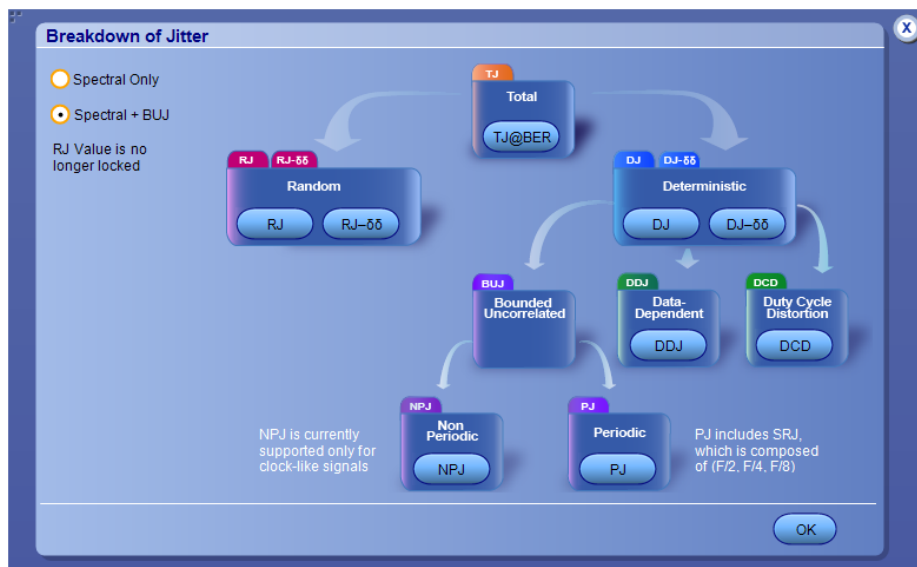 Breakdown of Jitter
X
Spectral Only
Spectral + BUJ
RJ Value is no
longer locked
TJ
Total
TJ@BER
RJ
RJ-δδ
Random
RJ
RJ–δδ
DJ
DJ-δδ
Deterministic
DJ
DJ–δδ
BUJ
Bounded
Uncorrelated
DDJ
Data-
Dependent
DDJ
DCD
Duty Cycle
Distortion
DCD
NPJ is currently
supported only for
clock-like signals
NPJ
Non
Periodic
NPJ
PJ
Periodic
PJ
PJ includes SRJ,
which is composed
of (F/2, F/4, F/8)
OK